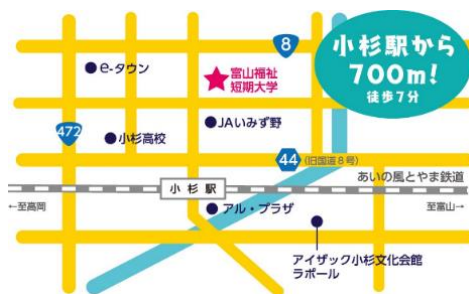 8
小杉駅から
700m!
徒歩7分
e-タウン
富山福祉
短期大学
472
小杉高校
JAいみず野
44
(旧国道8号)
あいの風とやま鉄道
小杉駅
←至高岡
アル・プラザ
至富山→
アイザック小杉文化会館
ラポール